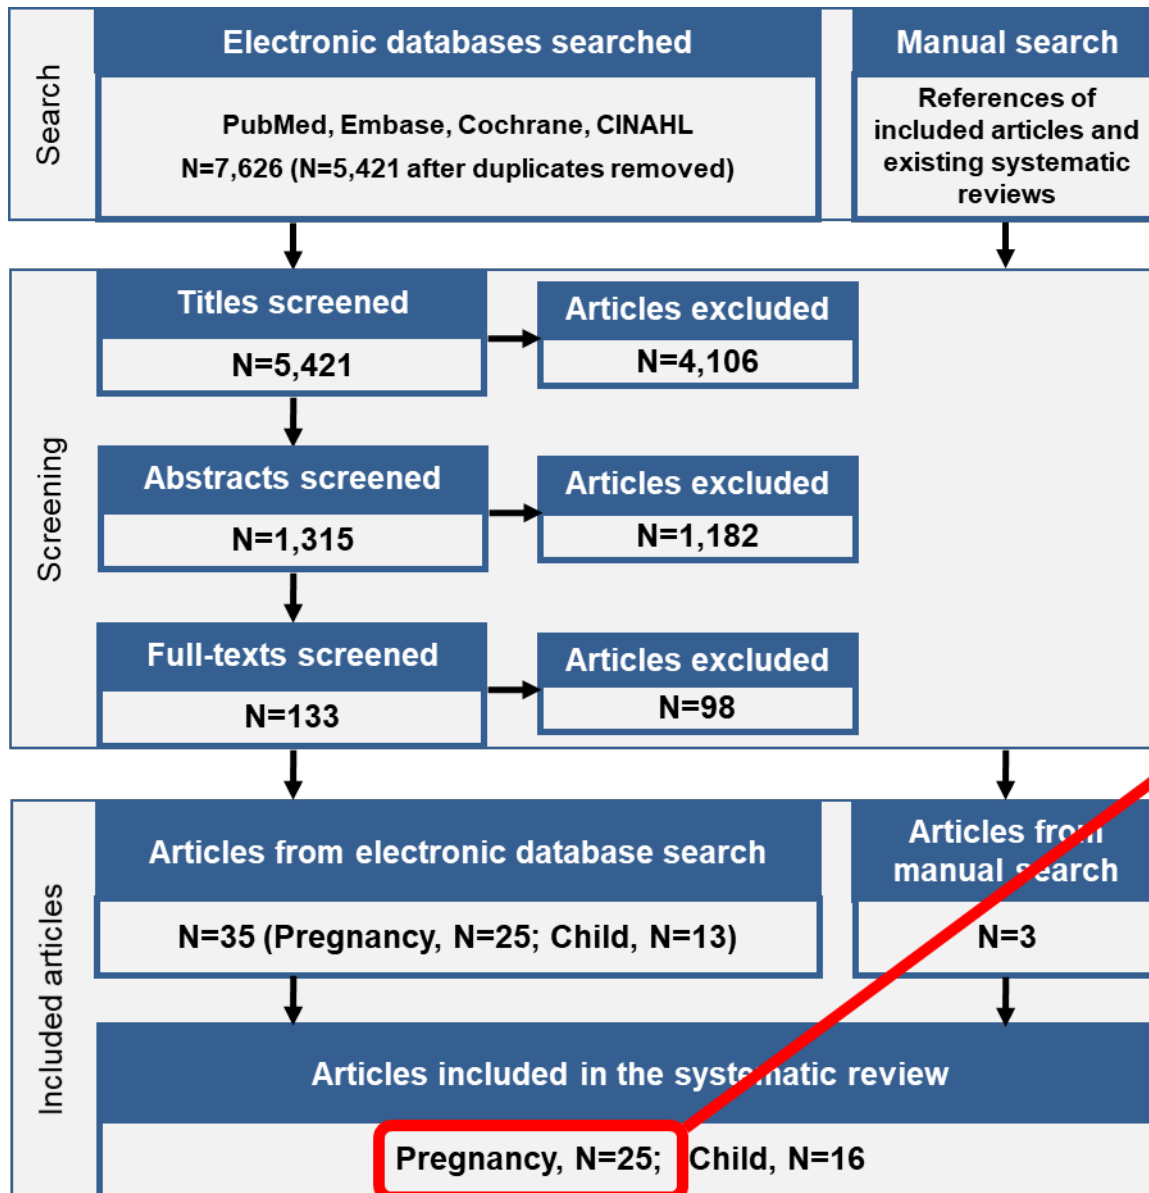 Search
Electronic databases searched
PubMed, Embase, Cochrane, CINAHL
N=7,626 (N=5,421 after duplicates removed)
Manual search
References of
included articles and
existing systematic
reviews
Screening
Titles screened
N=5,421
Articles excluded
N=4,106
Abstracts screened
N=1,315
Articles excluded
N=1,182
Full-texts screened
N=133
Articles excluded
N=98
Included articles
Articles from electronic database search
N=35 (Pregnancy, N=25; Child, N=13)
Articles from
manual search
N=3
Articles included in the systematic review
Pregnancy, N=25; Child, N=16